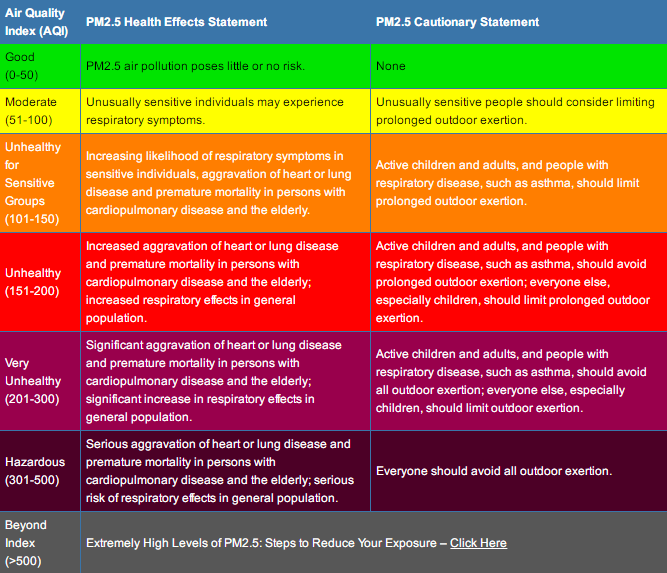 Air Quality
Index (AQI)
PM2.5 Health Effects Statement
PM2.5 Cautionary Statement
Good
(0-50)
PM2.5 air pollution poses little or no risk.
None
Moderate
(51-100)
Unusually sensitive individuals may experience
respiratory symptoms.
Unusually sensitive people should consider limiting
prolonged outdoor exertion.
Unhealthy
for
Sensitive
Groups
(101-150)
Increasing likelihood of respiratory symptoms in
sensitive individuals, aggravation of heart or lung
disease and premature mortality in persons with
cardiopulmonary disease and the elderly.
Active children and adults, and people with
respiratory disease, such as asthma, should limit
prolonged outdoor exertion.
Unhealthy
(151-200)
Increased aggravation of heart or lung disease
and premature mortality in persons with
cardiopulmonary disease and the elderly;
increased respiratory effects in general
population.
Active children and adults, and people with
respiratory disease, such as asthma, should avoid
prolonged outdoor exertion; everyone else,
especially children, should limit prolonged outdoor
exertion.
Very
Unhealthy
(201-300)
Significant aggravation of heart or lung disease
and premature mortality in persons with
cardiopulmonary disease and the elderly;
significant increase in respiratory effects in
general population.
Active children and adults, and people with
respiratory disease, such as asthma, should avoid
all outdoor exertion; everyone else, especially
children, should limit outdoor exertion.
Hazardous
(301-500)
Serious aggravation of heart or lung disease and
premature mortality in persons with
cardiopulmonary disease and the elderly; serious
risk of respiratory effects in general population.
Everyone should avoid all outdoor exertion.
Beyond
Index
(>500)
Extremely High Levels of PM2.5: Steps to Reduce Your Exposure – Click Here